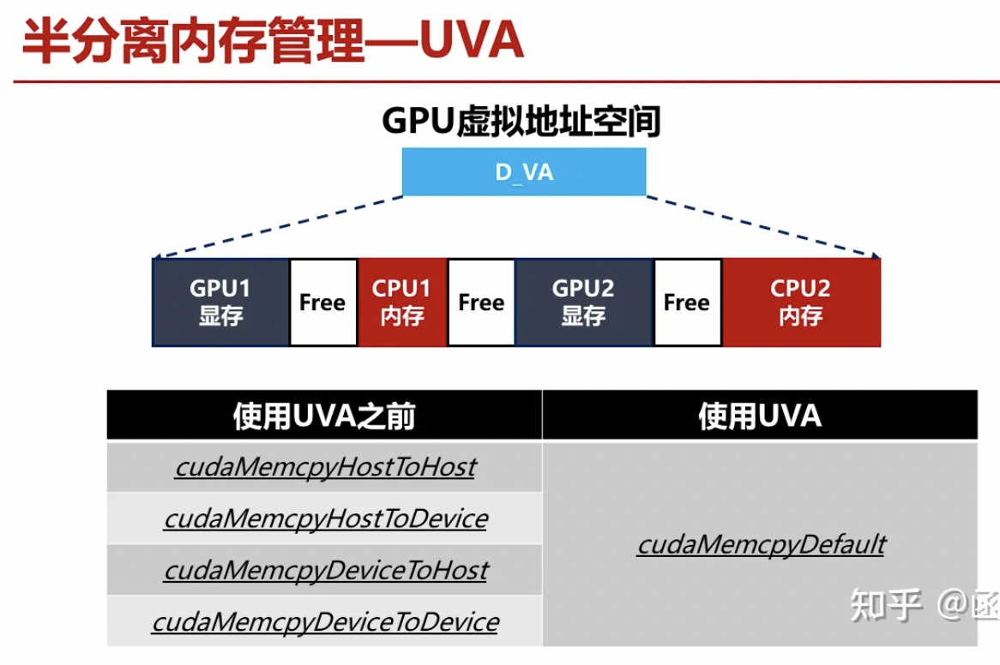 半分离内存管理—UVA
GPU虚拟地址空间
D_VA
GPU1
显存
Free
CPU1
内存
Free
GPU2
显存
Free
CPU2
内存
使用UVA之前
使用UVA
cudaMemcpyHostToHost
cudaMemcpyHostToDevice
cudaMemcpyDeviceToHost
cudaMemcpyDeviceToDevice
cudaMemcpyDefault
知乎 @函